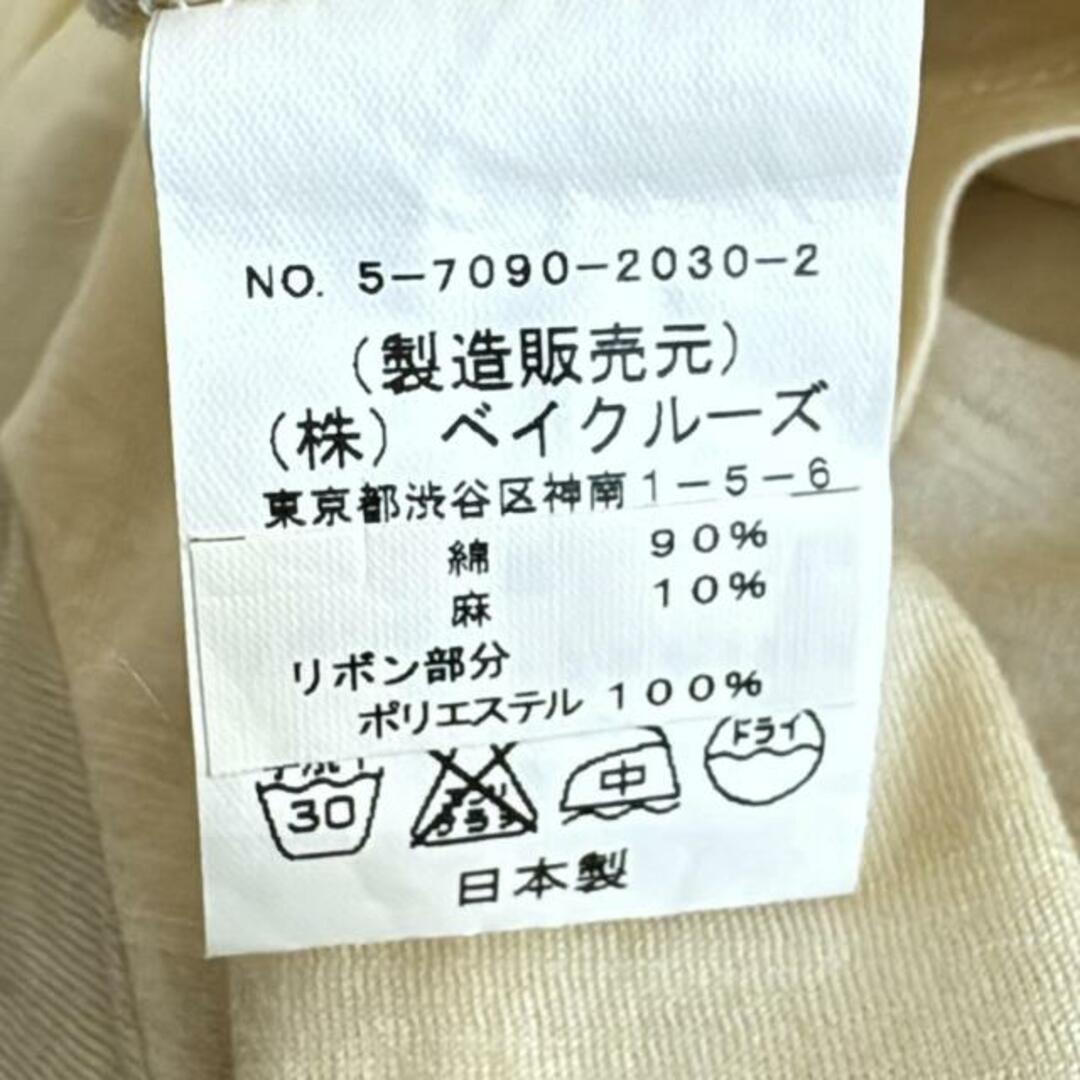 NO. 5-7090-2030-2
(製造販売元)
(株) ベイクルーズ
東京都渋谷区神南1-5-6
綿 90%
麻 10%
リボン部分
ポリエステル 100%
30 中 ドライ
日本製